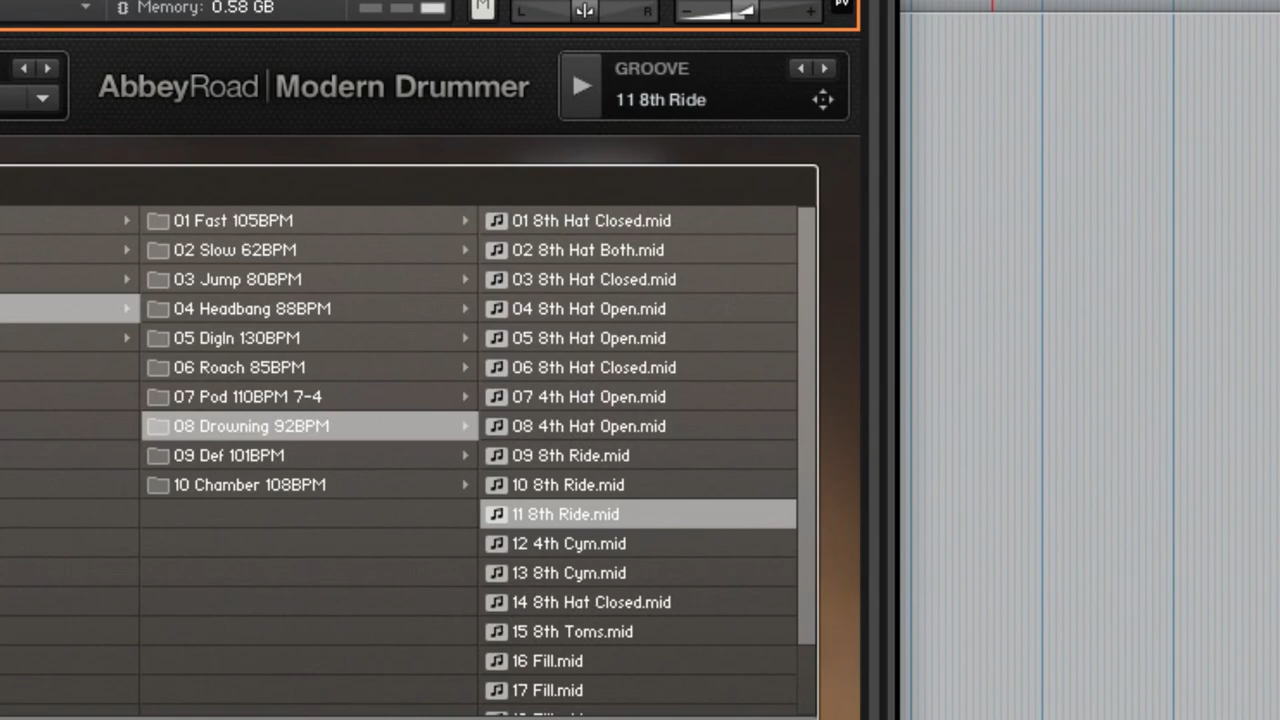 Memory: 0.58 GB
M
L R - +
AbbeyRoad | Modern Drummer
GROOVE
11 8th Ride
01 Fast 105BPM
02 Slow 62BPM
03 Jump 80BPM
04 Headbang 88BPM
05 DigIn 130BPM
06 Roach 85BPM
07 Pod 110BPM 7-4
08 Drowning 92BPM
09 Def 101BPM
10 Chamber 108BPM
01 8th Hat Closed.mid
02 8th Hat Both.mid
03 8th Hat Closed.mid
04 8th Hat Open.mid
05 8th Hat Open.mid
06 8th Hat Closed.mid
07 4th Hat Open.mid
08 4th Hat Open.mid
09 8th Ride.mid
10 8th Ride.mid
11 8th Ride.mid
12 4th Cym.mid
13 8th Cym.mid
14 8th Hat Closed.mid
15 8th Toms.mid
16 Fill.mid
17 Fill.mid